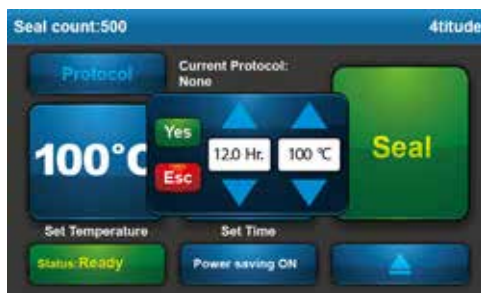 Seal count:500
4titude
Protocol
Current Protocol:
None
100°C
Yes
Esc
12.0 Hr.
100 °C
Seal
Set Temperature
Set Time
Status:Ready
Power saving ON